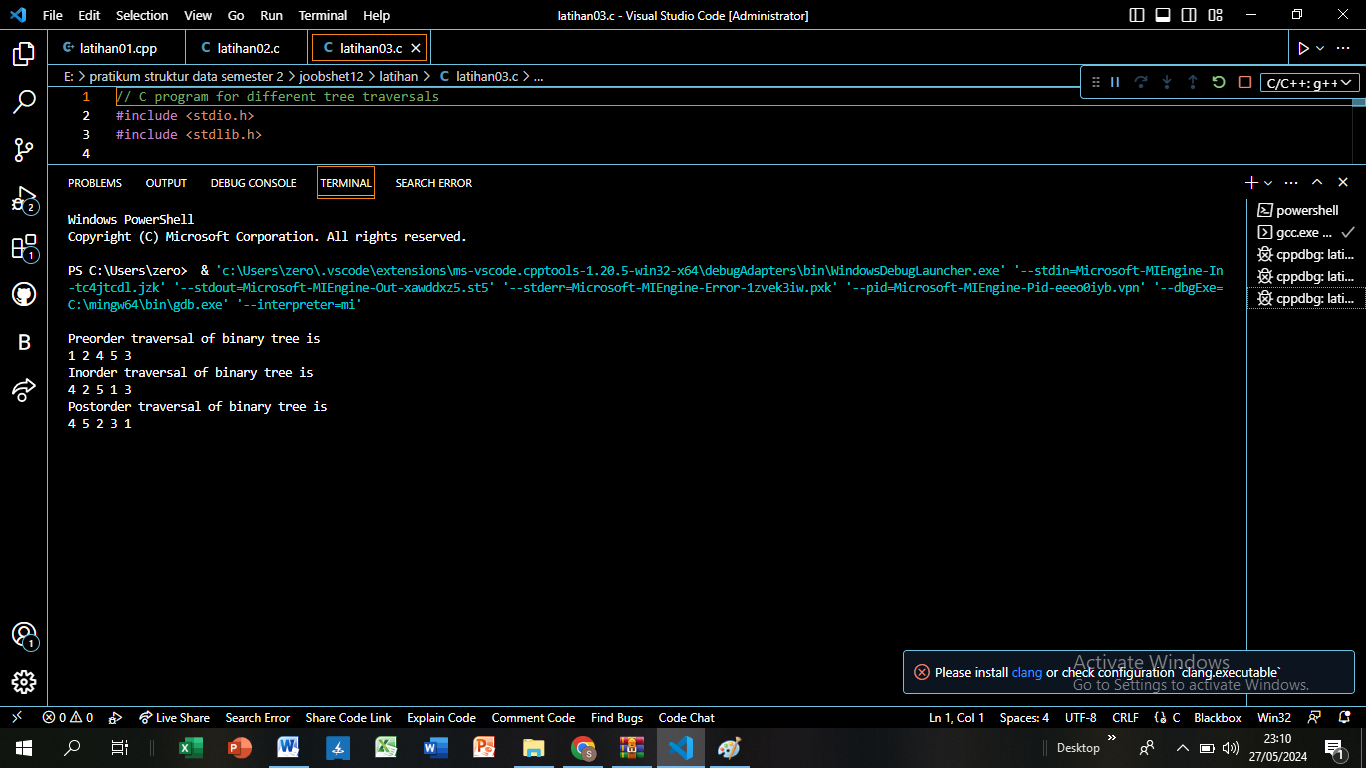 File Edit Selection View Go Run Terminal Help
latihan03.c - Visual Studio Code [Administrator]
latihan01.cpp
latihan02.c
latihan03.c
E: > pratikum struktur data semester 2 > joobshet12 > latihan > C latihan03.c > ...
C/C++: g++
1 // C program for different tree traversals
2 #include <stdio.h>
3 #include <stdlib.h>
4
PROBLEMS OUTPUT DEBUG CONSOLE TERMINAL SEARCH ERROR
Windows PowerShell
Copyright (C) Microsoft Corporation. All rights reserved.
PS C:\Users\zero>  & 'c:\Users\zero\.vscode\extensions\ms-vscode.cpptools-1.20.5-win32-x64\debugAdapters\bin\WindowsDebugLauncher.exe' '--stdin=Microsoft-MIEngine-In
-tc4jtcdl.jzk' '--stdout=Microsoft-MIEngine-Out-xawddxz5.st5' '--stderr=Microsoft-MIEngine-Error-1zvek3iw.pxk' '--pid=Microsoft-MIEngine-Pid-eeeo0iyb.vpn' '--dbgExe=
C:\mingw64\bin\gdb.exe' '--interpreter=mi'
Preorder traversal of binary tree is
1 2 4 5 3
Inorder traversal of binary tree is
4 2 5 1 3
Postorder traversal of binary tree is
4 5 2 3 1
powershell
gcc.exe ...
cppdbg: lati...
cppdbg: lati...
cppdbg: lati...
2
1
B
1
Please install clang or check configuration `clang.executable`
Activate Windows
Go to Settings to activate Windows.
0 0 Live Share Search Error Share Code Link Explain Code Comment Code Find Bugs Code Chat
Ln 1, Col 1 Spaces: 4 UTF-8 CRLF C Blackbox Win32
Desktop
23:10
27/05/2024
1